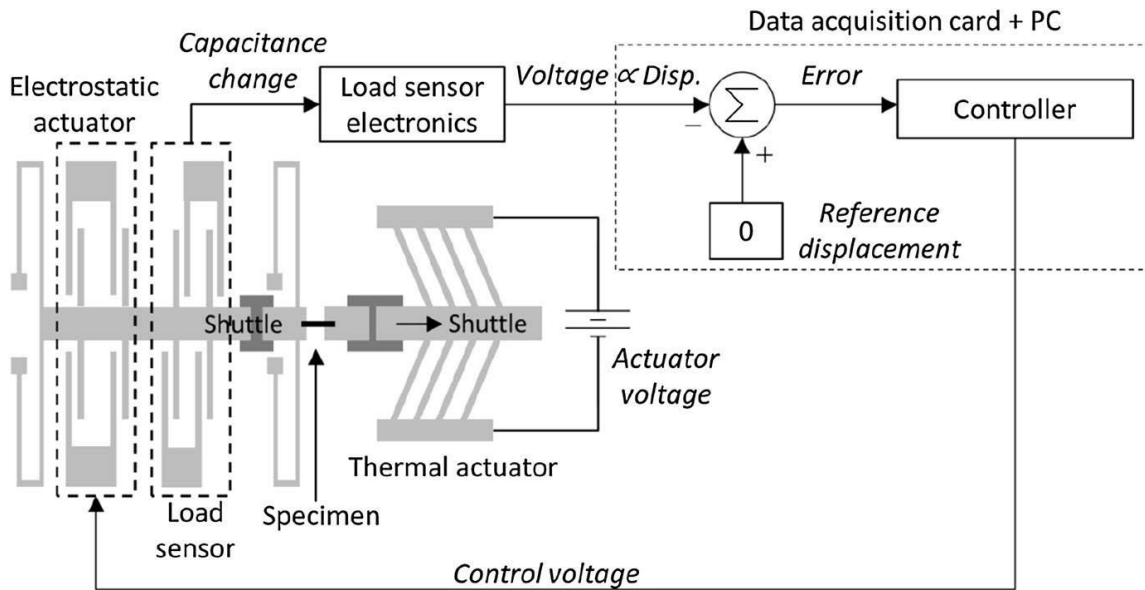 Data acquisition card + PC
Capacitance
change
Electrostatic
actuator
Load sensor
electronics
Voltage ∝ Disp.
Σ
Error
Controller
−
+
0
Reference
displacement
Shuttle
Shuttle
Actuator
voltage
Thermal actuator
Specimen
Load
sensor
Control voltage